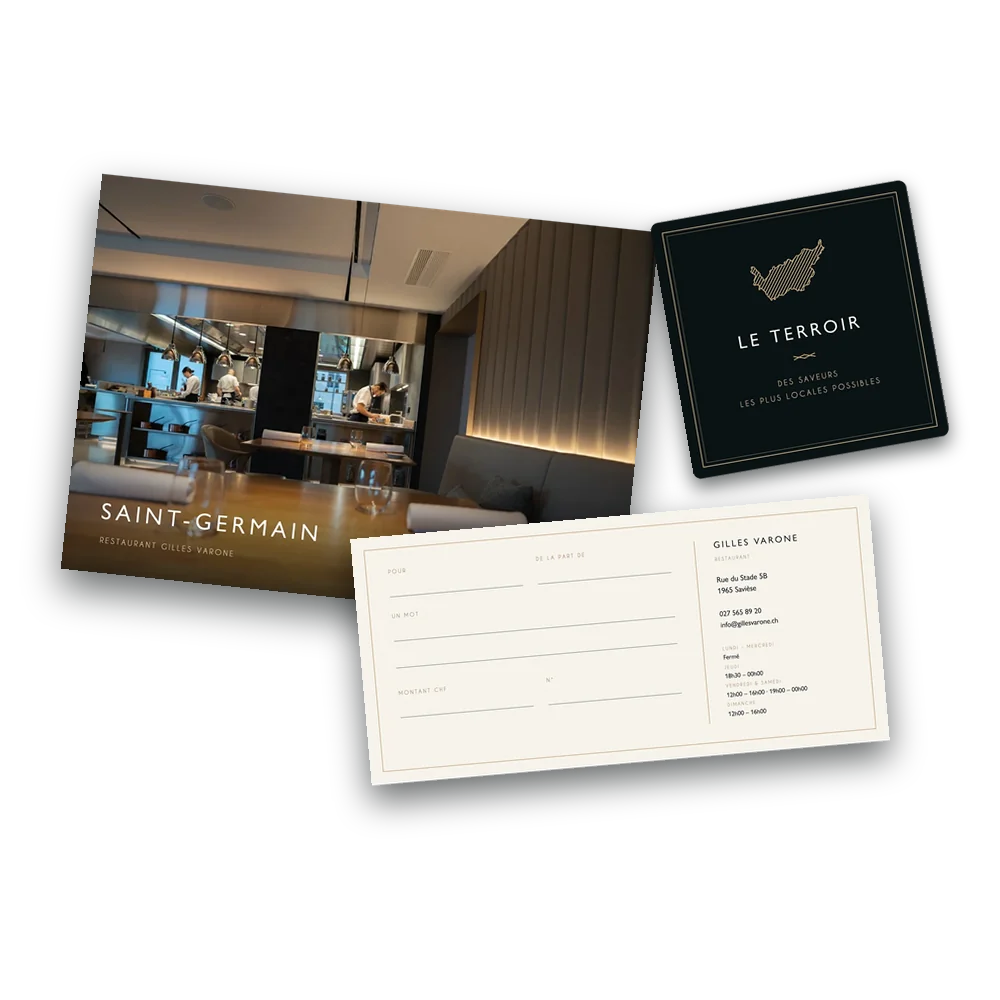 SAINT-GERMAIN
RESTAURANT GILLES VARONE
LE TERROIR
DES SAVEURS
LES PLUS LOCALES POSSIBLES
POUR
DE LA PART DE
UN MOT
MONTANT CHF
N°
GILLES VARONE
RESTAURANT
Rue du Stade 5B
1965 Savièse
027 565 89 20
info@gillesvarone.ch
LUNDI – MERCREDI
Fermé
JEUDI
18h30 – 00h00
VENDREDI & SAMEDI
12h00 – 16h00 · 19h00 – 00h00
DIMANCHE
12h00 – 16h00